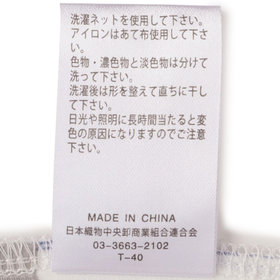 洗濯ネットを使用して下さい。
アイロンはあて布使用して下さ
い。
色物・濃色物と淡色物は分けて
洗って下さい。
洗濯後は形を整えて直ちに干し
て下さい。
日光や照明に長時間当たると変
色の原因になりますのでご注意
下さい。
MADE IN CHINA
日本織物中央卸商業組合連合会
03-3663-2102
T-40